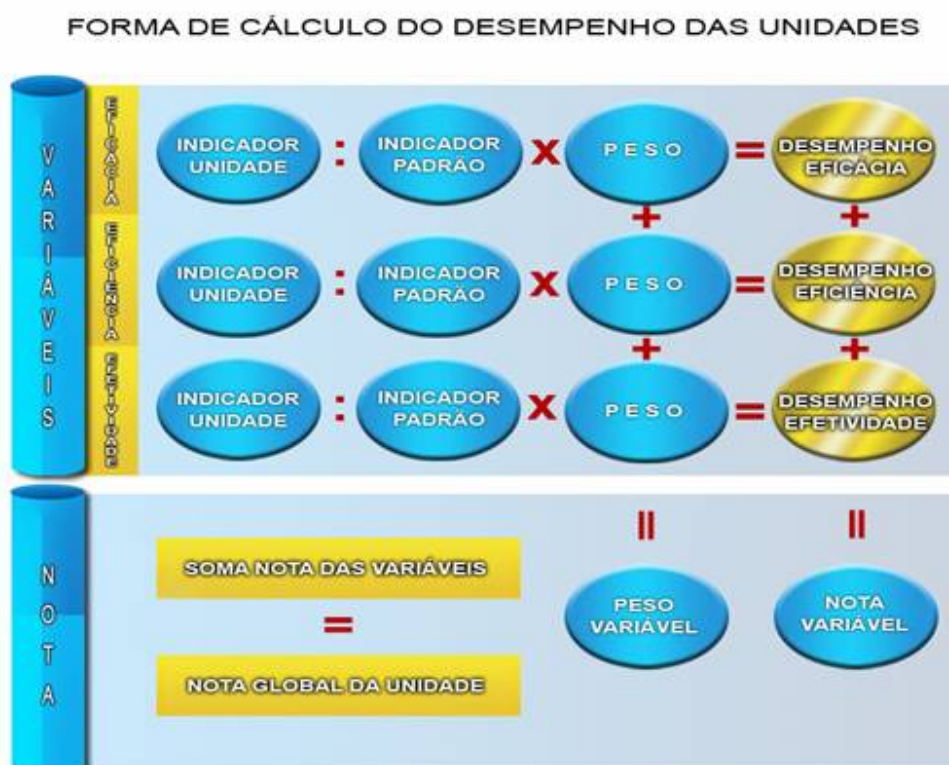 FORMA DE CÁLCULO DO DESEMPENHO DAS UNIDADES
VARIÁVEIS
EFICÁCIA
INDICADOR
UNIDADE
:
INDICADOR
PADRÃO
X
PESO
=
DESEMPENHO
EFICÁCIA
+
+
EFICIÊNCIA
INDICADOR
UNIDADE
:
INDICADOR
PADRÃO
X
PESO
=
DESEMPENHO
EFICIÊNCIA
+
+
EFETIVIDADE
INDICADOR
UNIDADE
:
INDICADOR
PADRÃO
X
PESO
=
DESEMPENHO
EFETIVIDADE
NOTA
SOMA NOTA DAS VARIÁVEIS
=
NOTA GLOBAL DA UNIDADE
=
PESO
VARIÁVEL
=
NOTA
VARIÁVEL